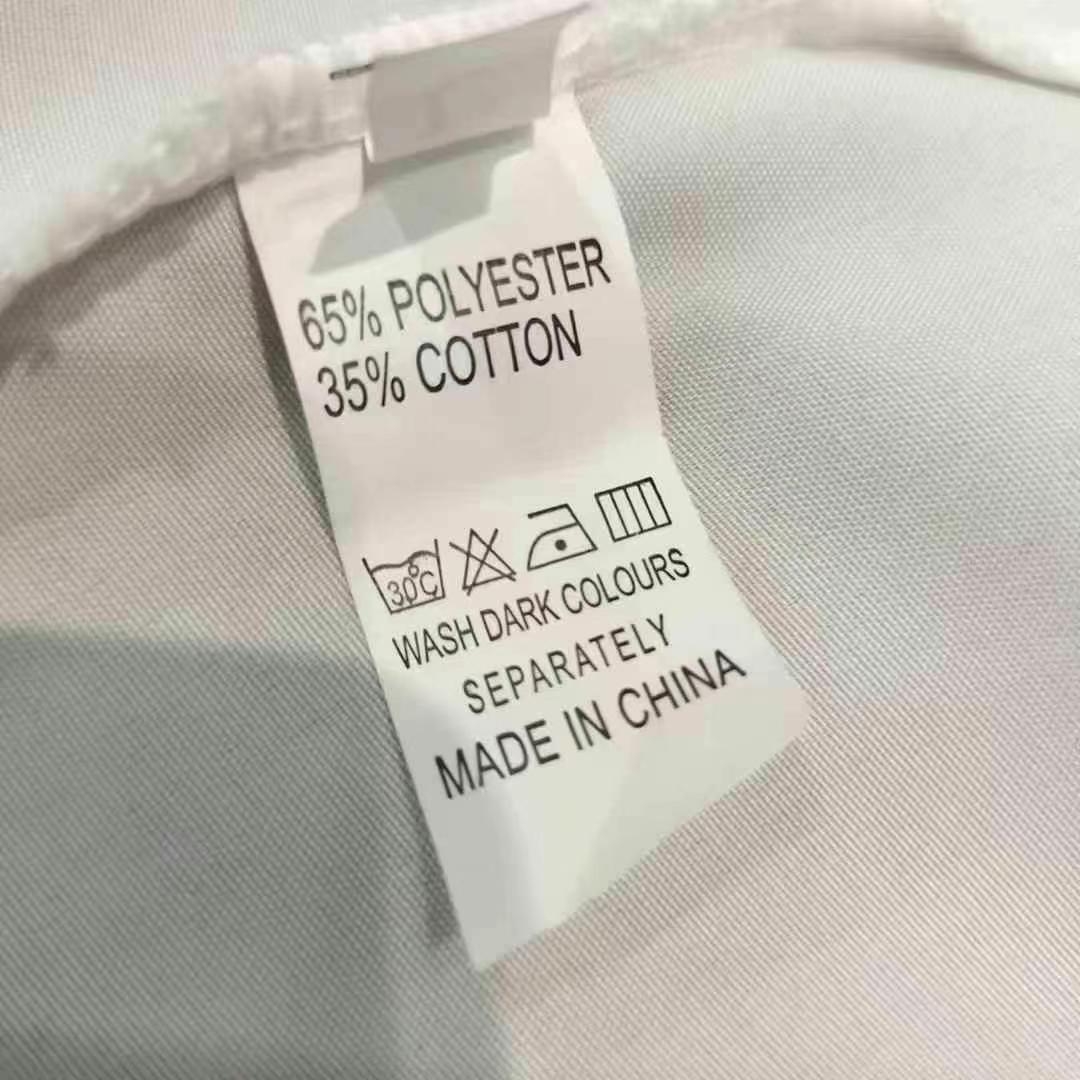 65% POLYESTER
35% COTTON
30°C
WASH DARK COLOURS
SEPARATELY
MADE IN CHINA